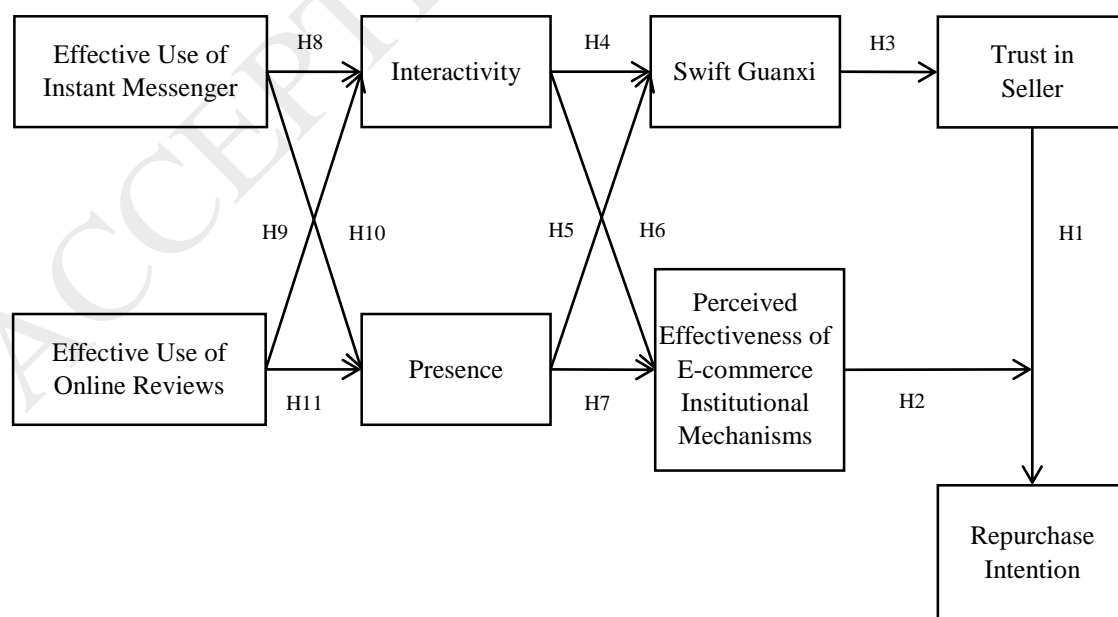 Effective Use of
Instant Messenger
H8
Interactivity
H4
Swift Guanxi
H3
Trust in
Seller
H9
H10
H5
H6
H1
Effective Use of
Online Reviews
H11
Presence
H7
Perceived
Effectiveness of
E-commerce
Institutional
Mechanisms
H2
Repurchase
Intention
ACCEPT